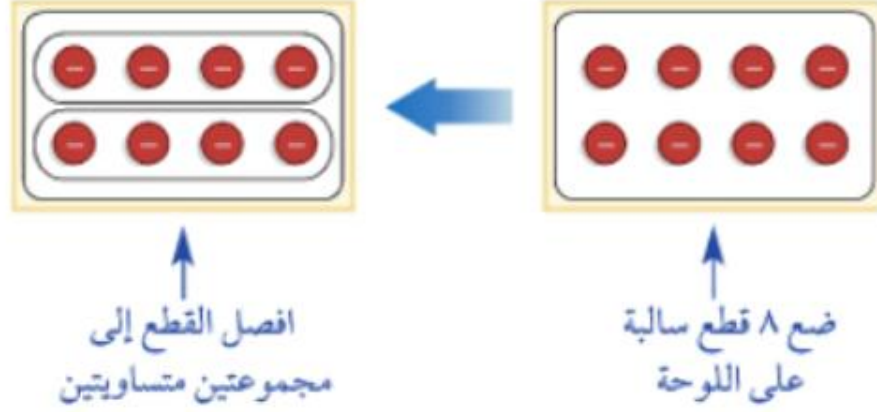 ضع ٨ قطع سالبة
على اللوحة
افصل القطع إلى
مجموعتين متساويتين